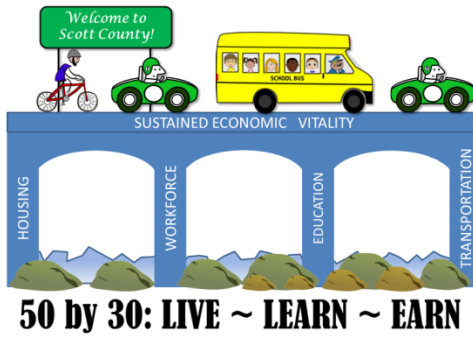 Welcome to
Scott County!
SCHOOL BUS
SUSTAINED ECONOMIC VITALITY
HOUSING
WORKFORCE
EDUCATION
TRANSPORTATION
50 by 30: LIVE ~ LEARN ~ EARN